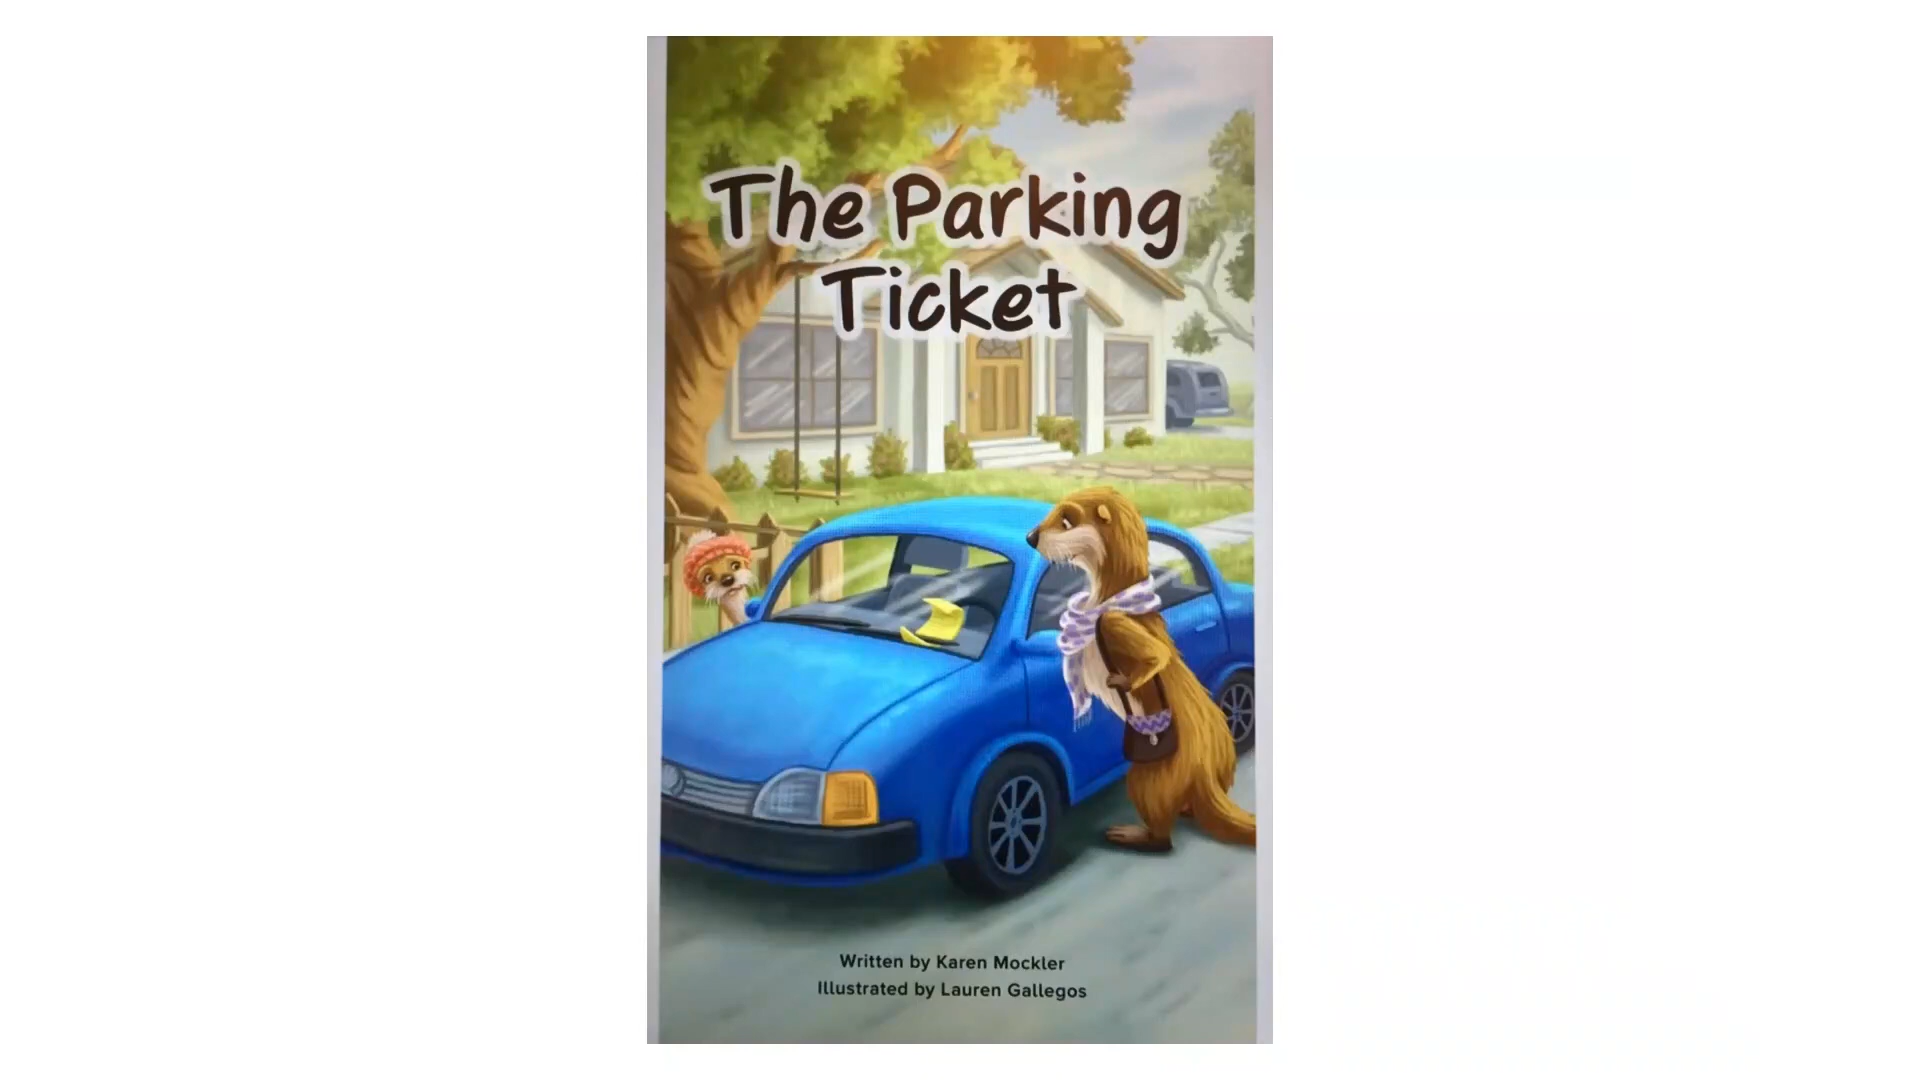 The Parking
Ticket
Written by Karen Mockler
Illustrated by Lauren Gallegos